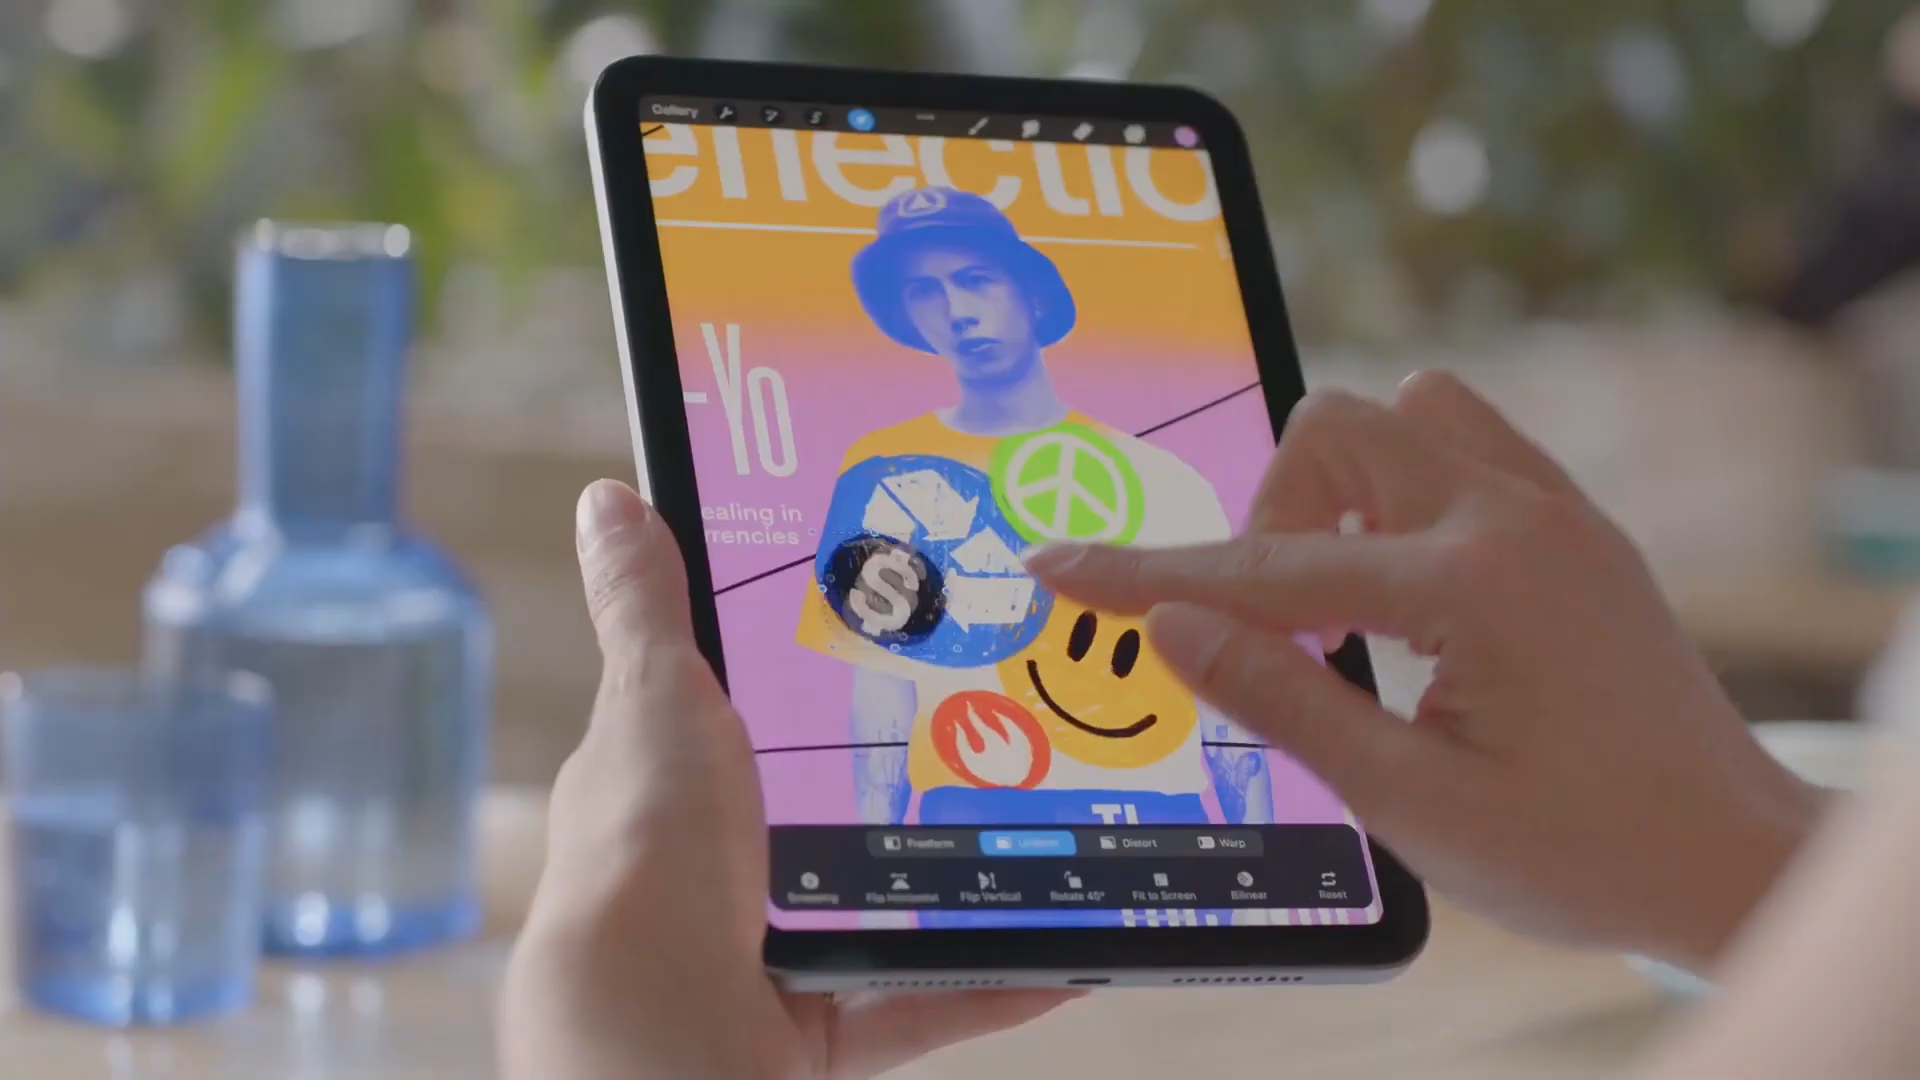 Gallery
eflectio
-Yo
ealing in
rrencies
$
Freeform Uniform Distort Warp
Snapping Flip Horizontal Flip Vertical Rotate 45° Fit to Screen Bilinear Reset